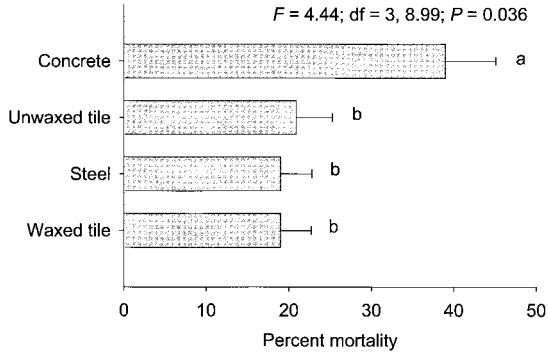 F = 4.44; df = 3, 8.99; P = 0.036
Concrete a
Unwaxed tile b
Steel b
Waxed tile b
0 10 20 30 40 50
Percent mortality